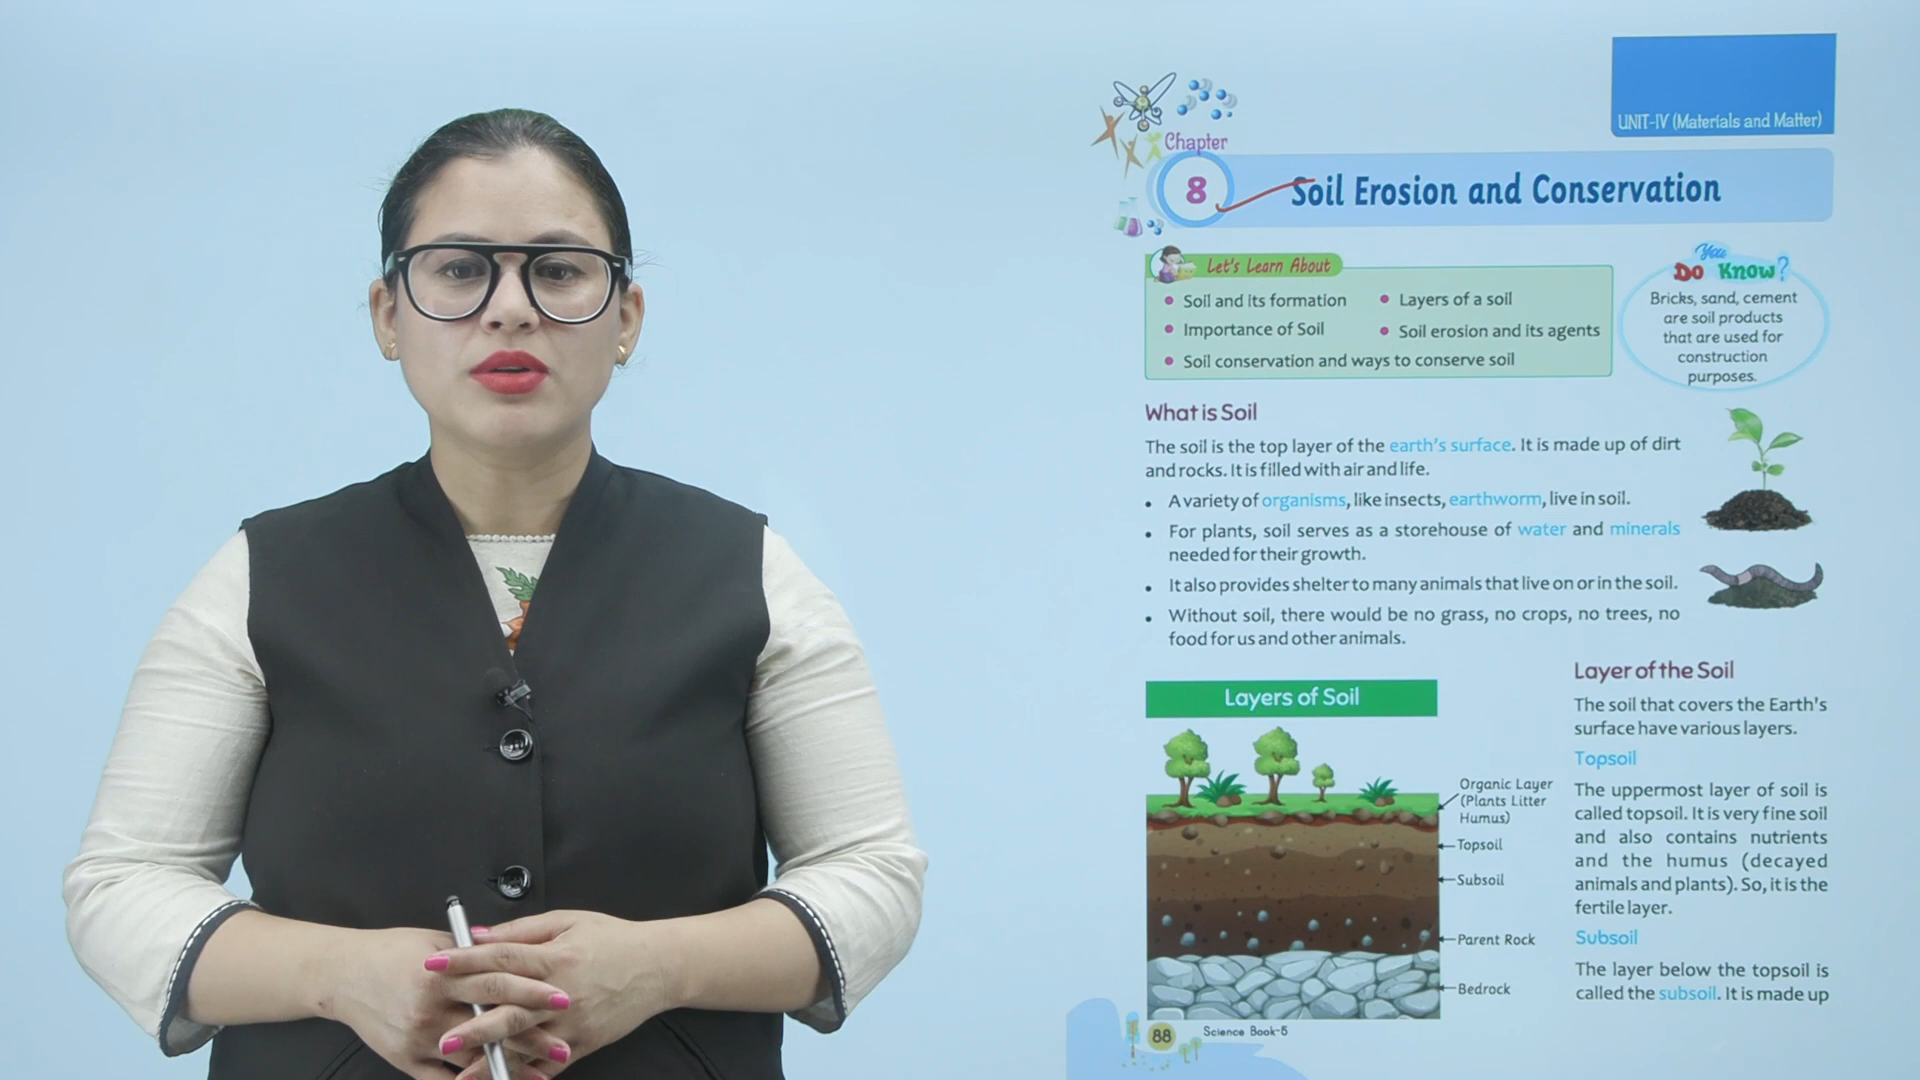 UNIT-IV (Materials and Matter)
Chapter
8
Soil Erosion and Conservation
Let's Learn About
Soil and its formation
Layers of a soil
Importance of Soil
Soil erosion and its agents
Soil conservation and ways to conserve soil
You
Do Know?
Bricks, sand, cement
are soil products
that are used for
construction
purposes.
What is Soil
The soil is the top layer of the earth's surface. It is made up of dirt
and rocks. It is filled with air and life.
• A variety of organisms, like insects, earthworm, live in soil.
• For plants, soil serves as a storehouse of water and minerals
needed for their growth.
• It also provides shelter to many animals that live on or in the soil.
• Without soil, there would be no grass, no crops, no trees, no
food for us and other animals.
Layers of Soil
Organic Layer
(Plants Litter
Humus)
Topsoil
Subsoil
Parent Rock
Bedrock
Layer of the Soil
The soil that covers the Earth's
surface have various layers.
Topsoil
The uppermost layer of soil is
called topsoil. It is very fine soil
and also contains nutrients
and the humus (decayed
animals and plants). So, it is the
fertile layer.
Subsoil
The layer below the topsoil is
called the subsoil. It is made up
88
Science Book-5